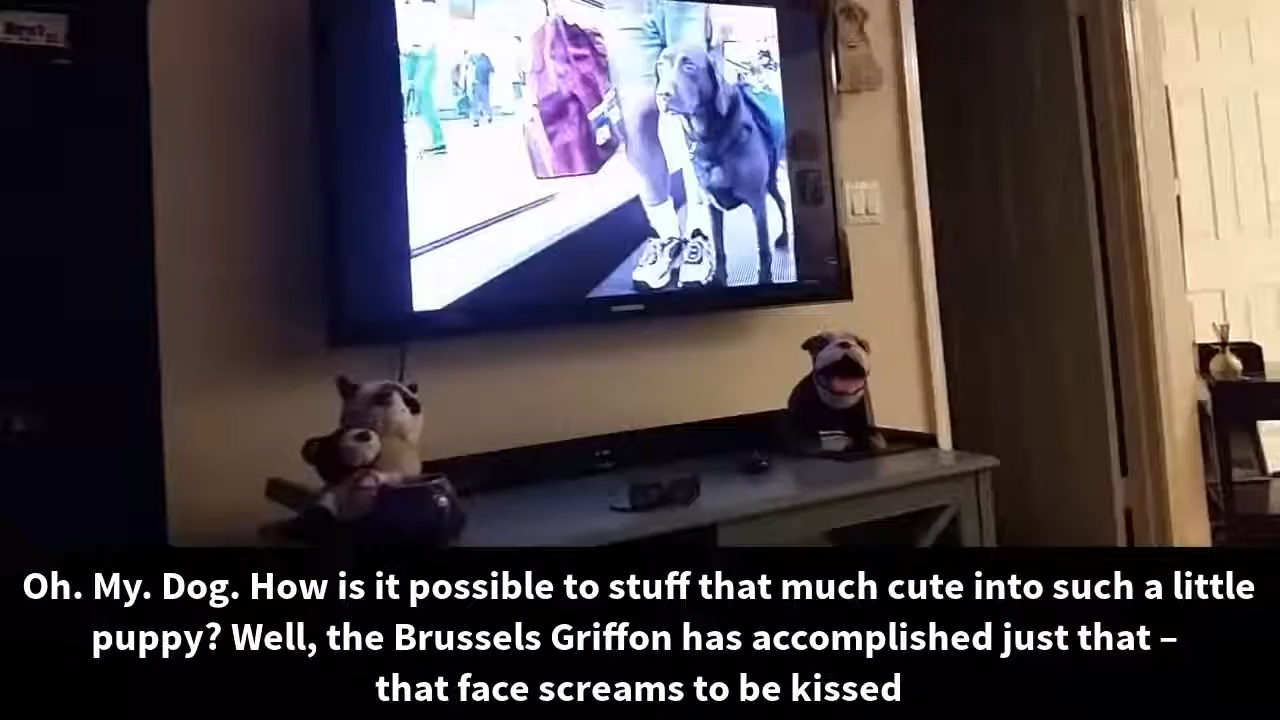 Oh. My. Dog. How is it possible to stuff that much cute into such a little
puppy? Well, the Brussels Griffon has accomplished just that –
that face screams to be kissed